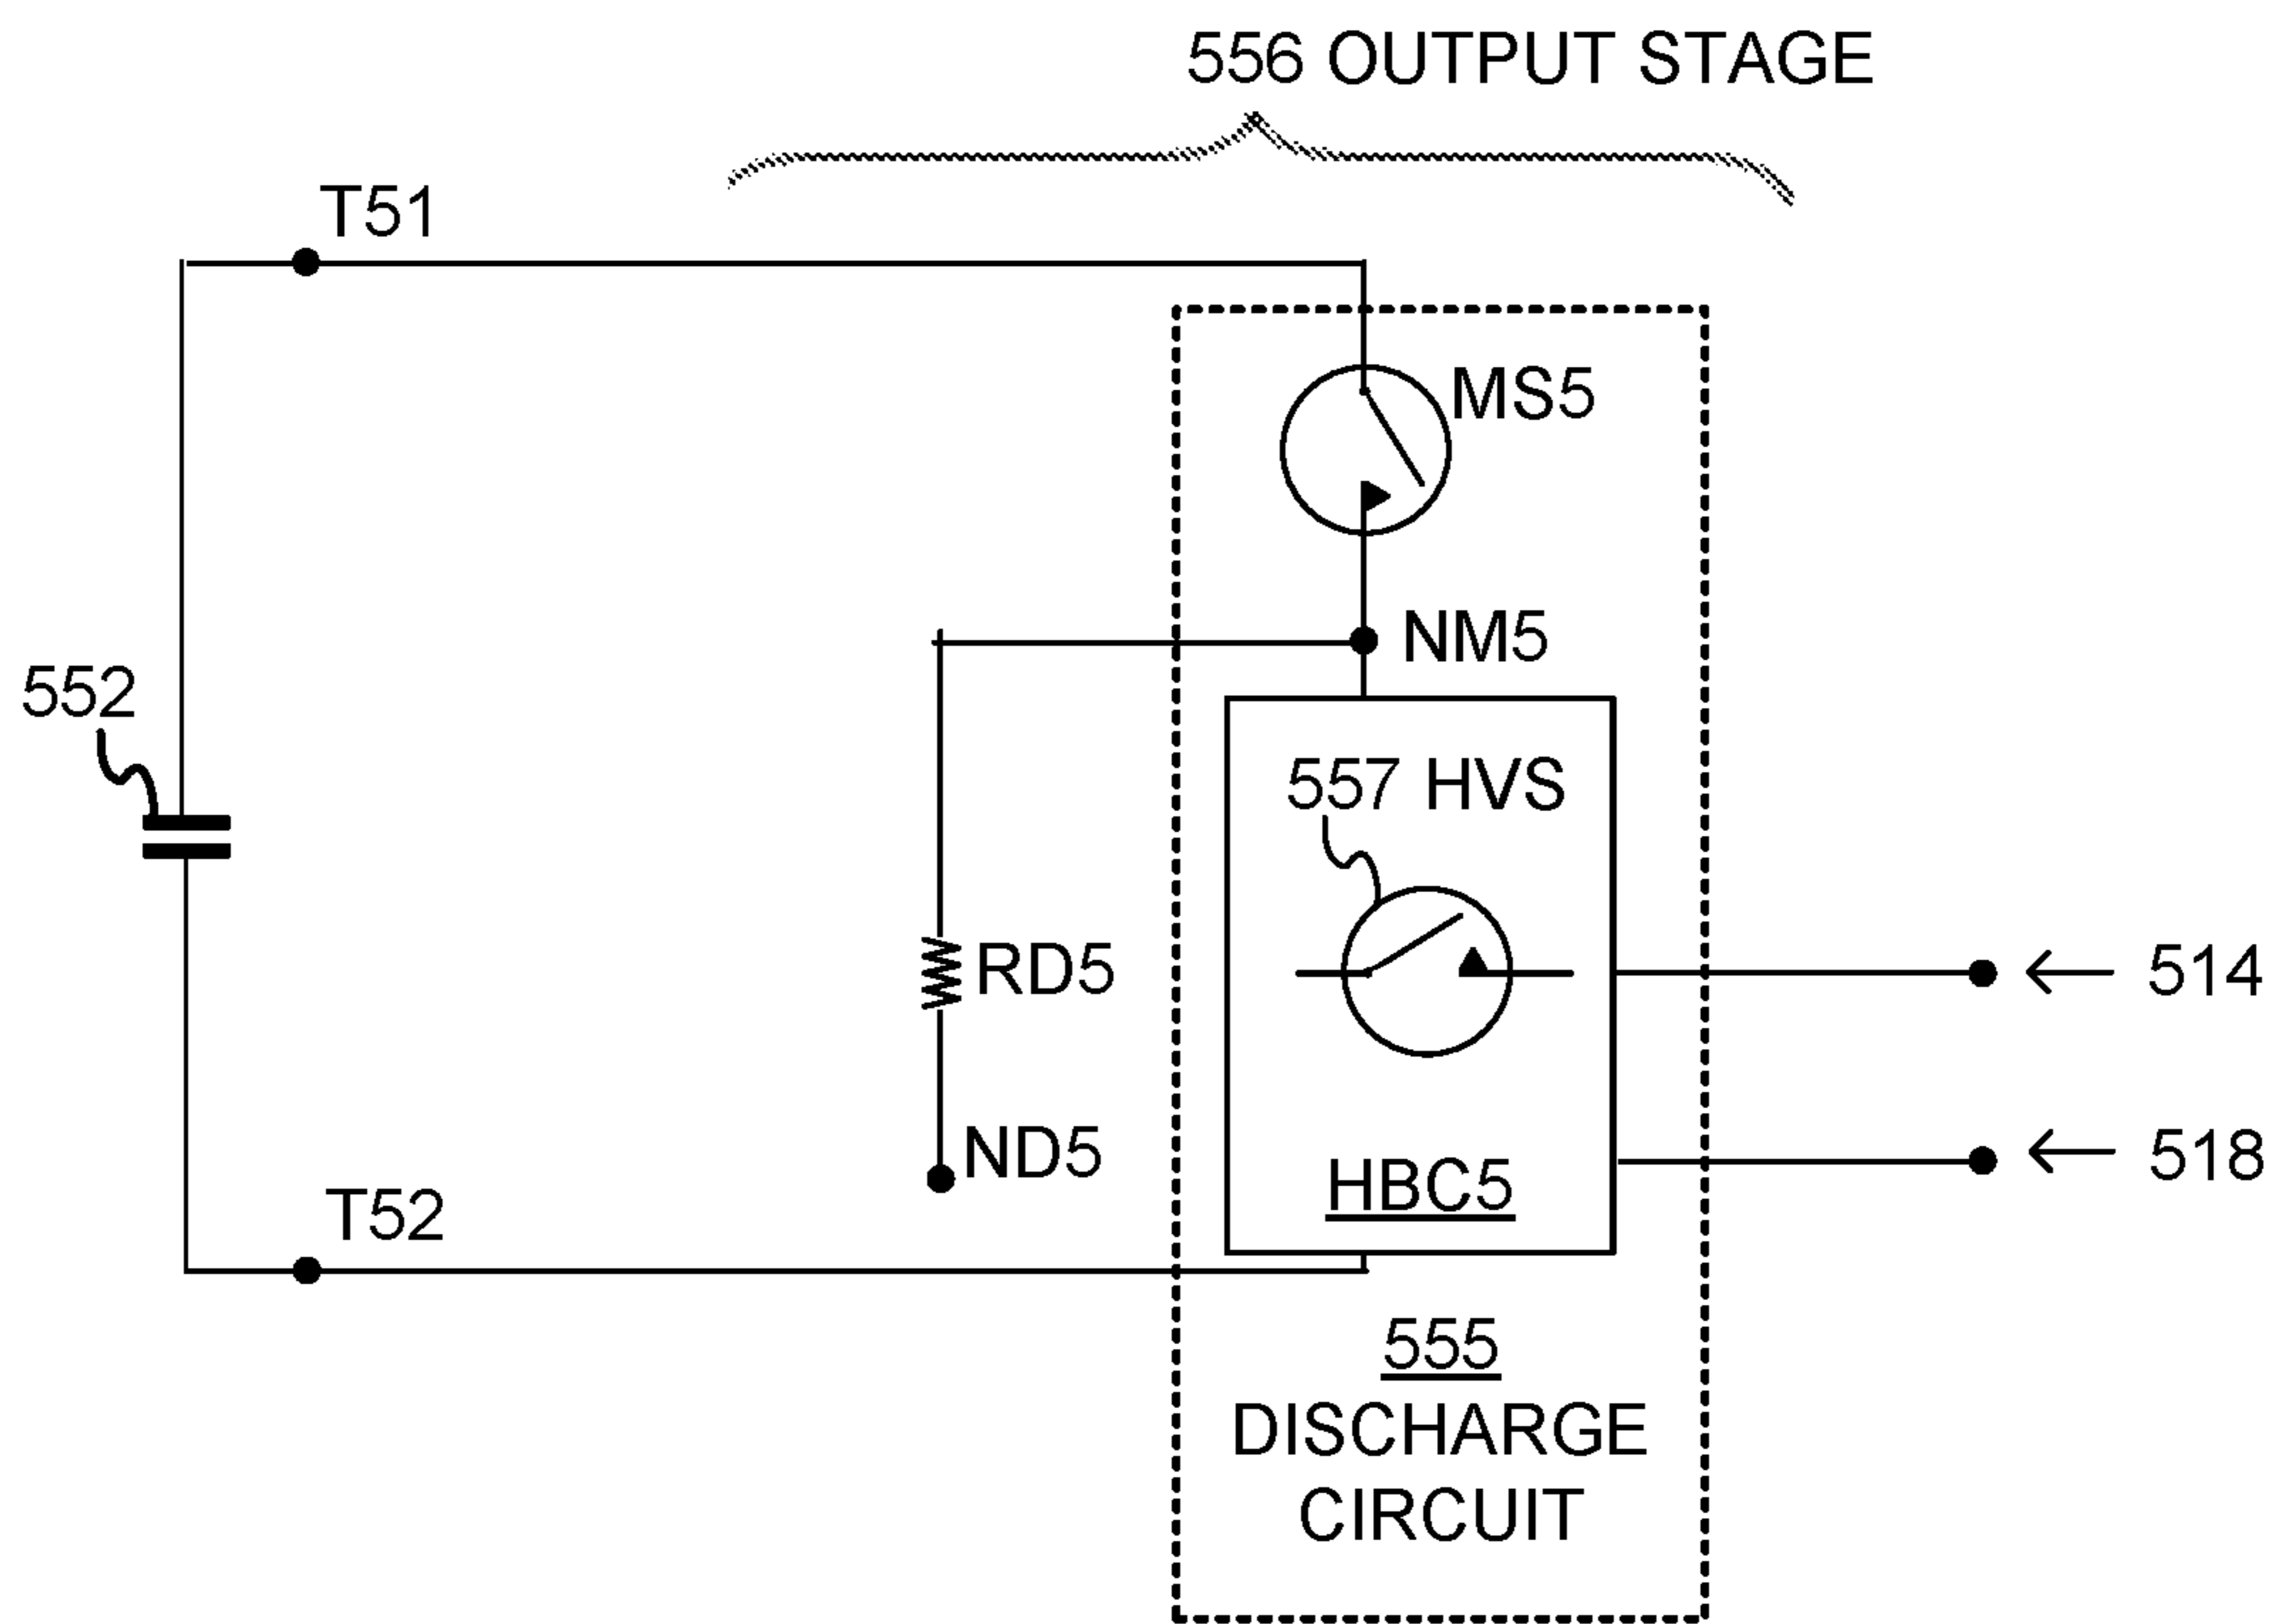 556 OUTPUT STAGE
T51
MS5
NM5
552
557 HVS
RD5
514
ND5
518
HBC5
T52
555
DISCHARGE
CIRCUIT